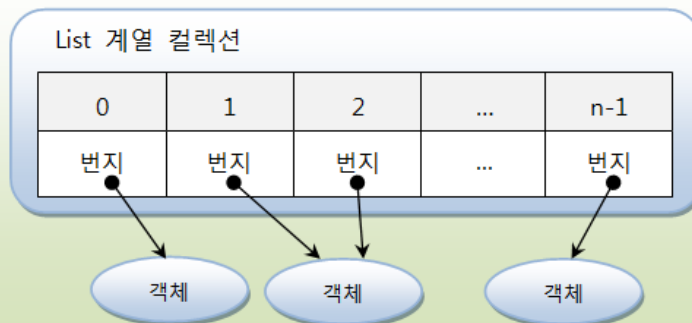 List 계열 컬렉션
0 1 2 ... n-1
번지 번지 번지 ... 번지
객체 객체 객체